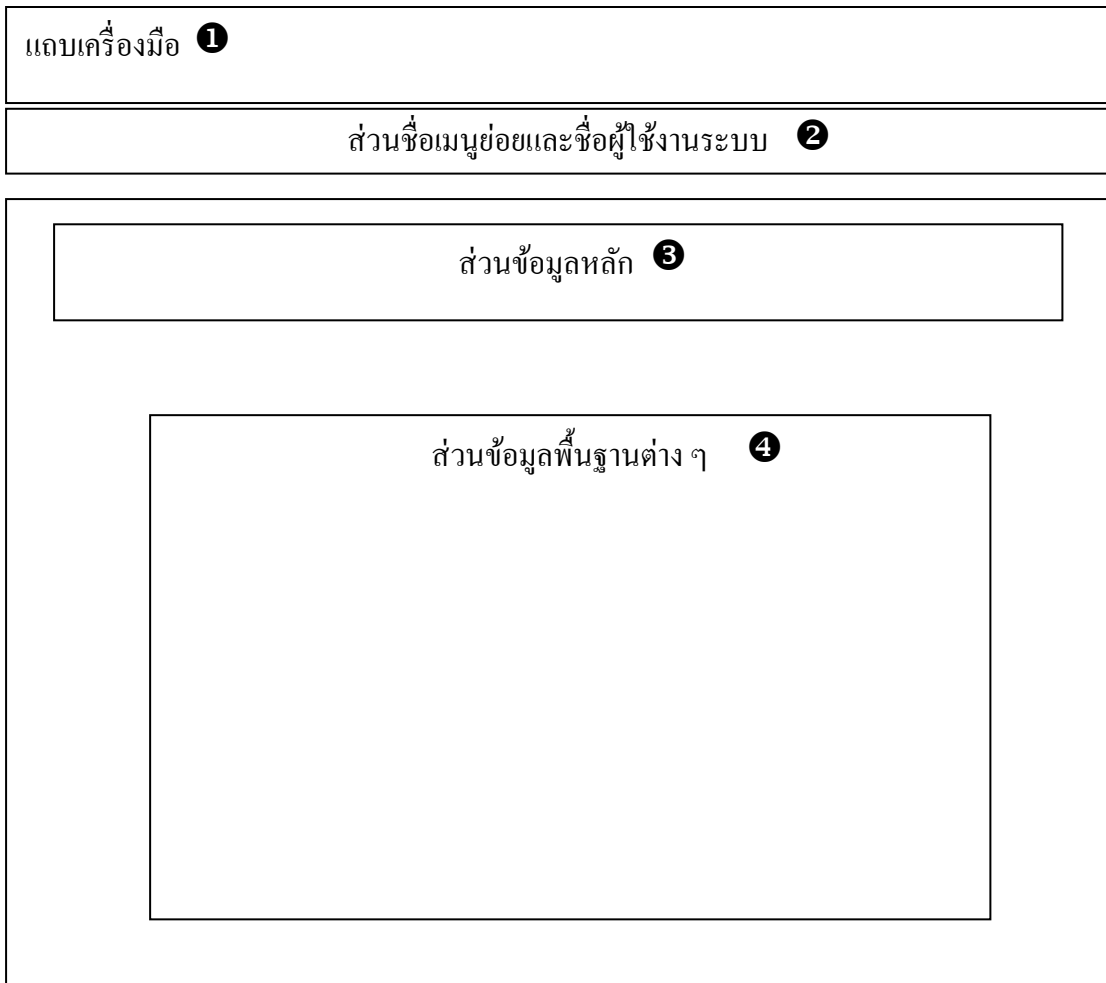 แถบเครื่องมือ ❶
ส่วนชื่อเมนูย่อยและชื่อผู้ใช้งานระบบ ❷
ส่วนข้อมูลหลัก ❸
ส่วนข้อมูลพื้นฐานต่าง ๆ ❹